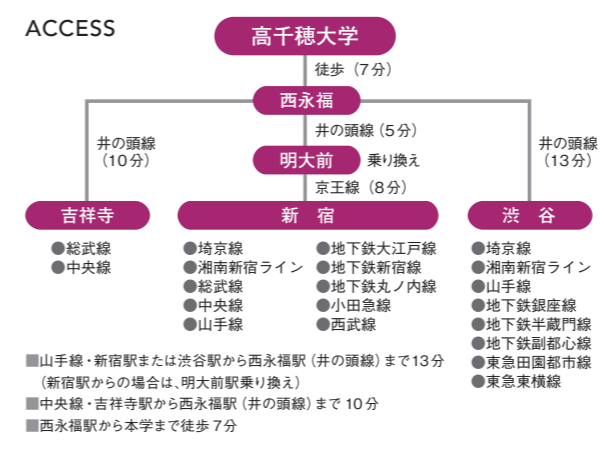 ACCESS
高千穂大学
徒歩（7分）
西永福
井の頭線
（10分）
井の頭線（5分）
井の頭線
（13分）
明大前
乗り換え
京王線（8分）
吉祥寺
新　宿
渋　谷
●総武線
●中央線
●埼京線
●湘南新宿ライン
●総武線
●中央線
●山手線
●地下鉄大江戸線
●地下鉄新宿線
●地下鉄丸ノ内線
●小田急線
●西武線
●埼京線
●湘南新宿ライン
●山手線
●地下鉄銀座線
●地下鉄半蔵門線
●地下鉄副都心線
●東急田園都市線
●東急東横線
■山手線・新宿駅または渋谷駅から西永福駅（井の頭線）まで13分
（新宿駅からの場合は、明大前駅乗り換え）
■中央線・吉祥寺駅から西永福駅（井の頭線）まで10分
■西永福駅から本学まで徒歩7分